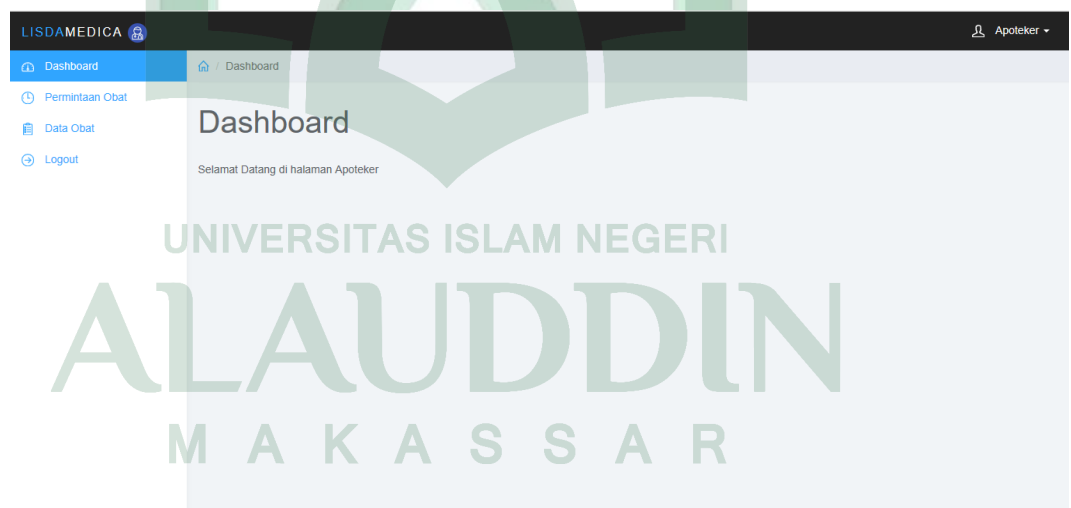 LISDAMEDICA
Apoteker
Dashboard
Permintaan Obat
Data Obat
Logout
/ Dashboard
Dashboard
Selamat Datang di halaman Apoteker
UNIVERSITAS ISLAM NEGERI
ALAUDDIN
MAKASSAR